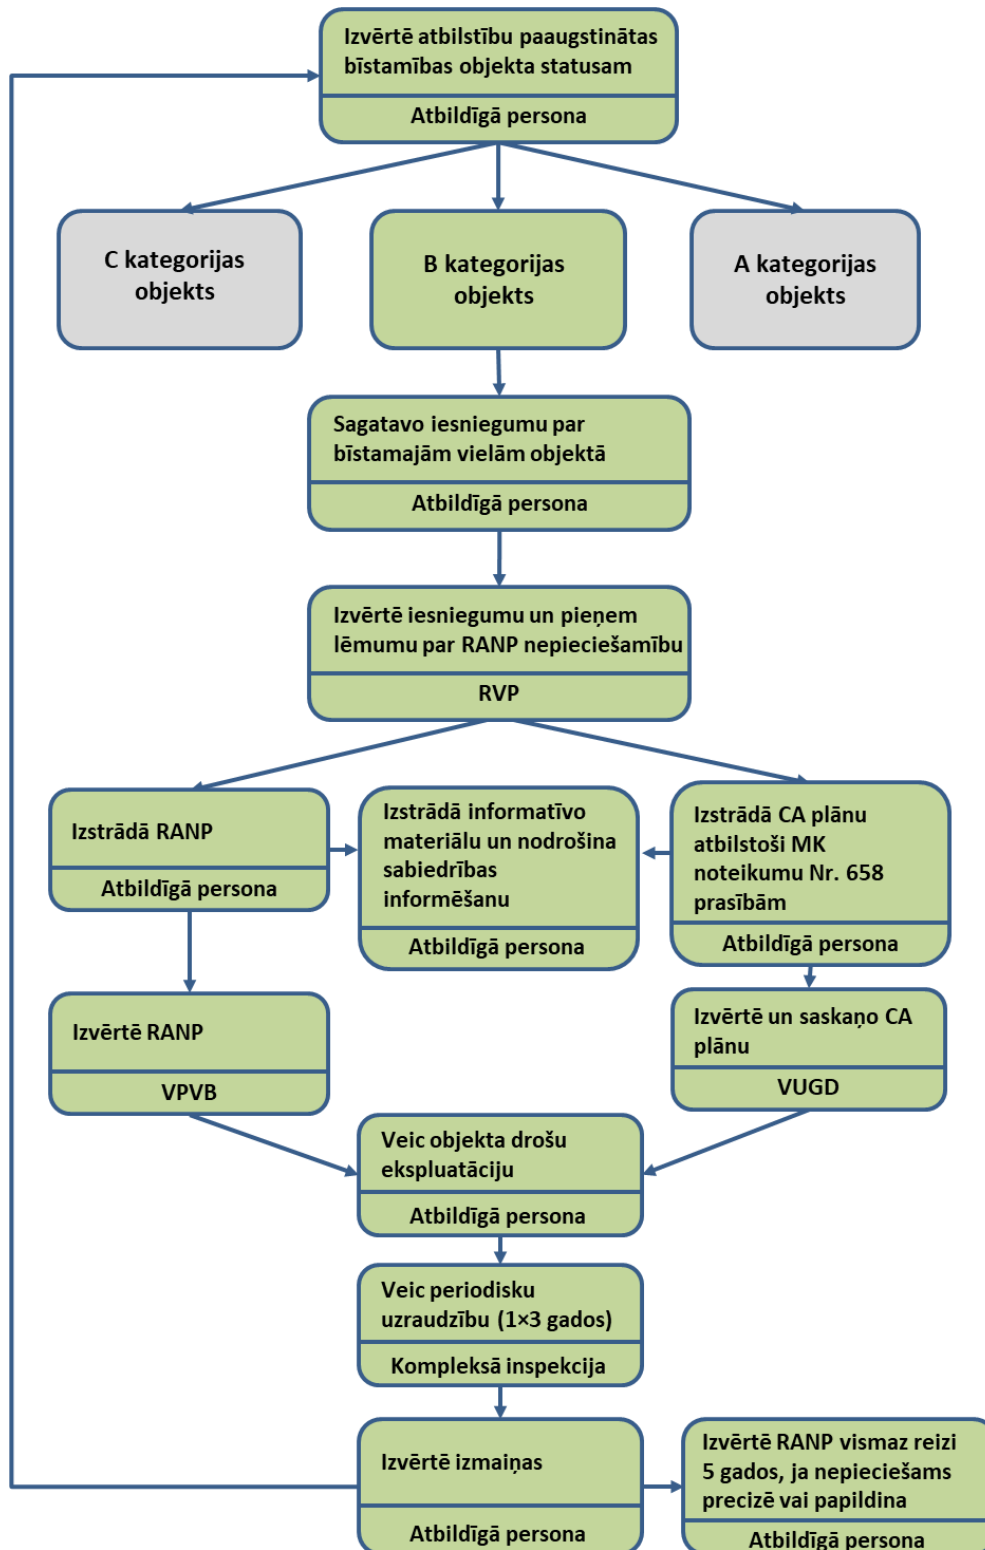 Izvērtē atbilstību paaugstinātas
bīstamības objekta statusam
Atbildīgā persona
C kategorijas
objekts
B kategorijas
objekts
A kategorijas
objekts
Sagatavo iesniegumu par
bīstamajām vielām objektā
Atbildīgā persona
Izvērtē iesniegumu un pieņem
lēmumu par RANP nepieciešamību
RVP
Izstrādā RANP
Atbildīgā persona
Izstrādā informatīvo
materiālu un nodrošina
sabiedrības
informēšanu
Atbildīgā persona
Izstrādā CA plānu
atbilstoši MK
noteikumu Nr. 658
prasībām
Atbildīgā persona
Izvērtē RANP
VPVB
Izvērtē un saskaņo CA
plānu
VUGD
Veic objekta drošu
ekspluatāciju
Atbildīgā persona
Veic periodisku
uzraudzību (1×3 gados)
Kompleksā inspekcija
Izvērtē izmaiņas
Atbildīgā persona
Izvērtē RANP vismaz reizi
5 gados, ja nepieciešams
precizē vai papildina
Atbildīgā persona